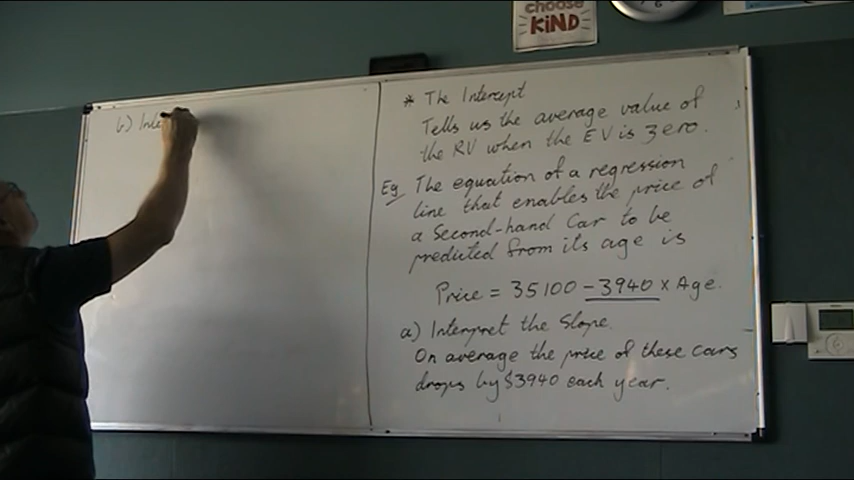 choose
KiND
b) Inte
* The Intercept
Tells us the average value of
the RV when the EV is zero.
Eg The equation of a regression
line that enables the price of
a Second-hand Car to be
predicted from its age is
Price = 35100 - 3940 x Age.
a) Interpret the Slope.
On average the price of these cars
drops by $3940 each year.